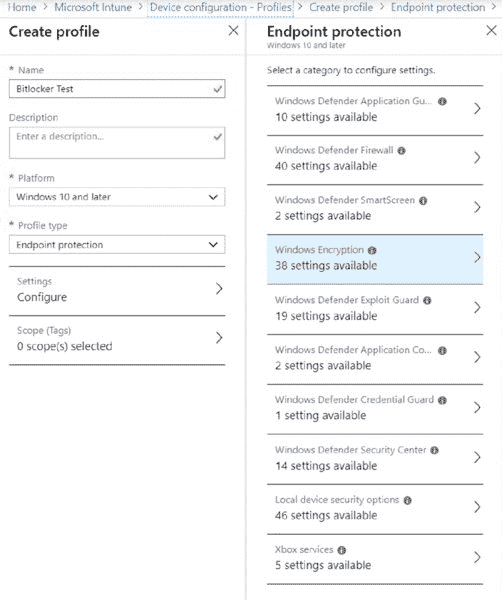 Home > Microsoft Intune > Device configuration - Profiles > Create profile > Endpoint protection >
Create profile
* Name
Bitlocker Test
Description
Enter a description...
* Platform
Windows 10 and later
* Profile type
Endpoint protection
Settings
Configure
Scope (Tags)
0 scope(s) selected
Endpoint protection
Windows 10 and later
Select a category to configure settings.
Windows Defender Application Gu...
10 settings available
Windows Defender Firewall
40 settings available
Windows Defender SmartScreen
2 settings available
Windows Encryption
38 settings available
Windows Defender Exploit Guard
19 settings available
Windows Defender Application Co...
2 settings available
Windows Defender Credential Guard
1 setting available
Windows Defender Security Center
14 settings available
Local device security options
46 settings available
Xbox services
5 settings available